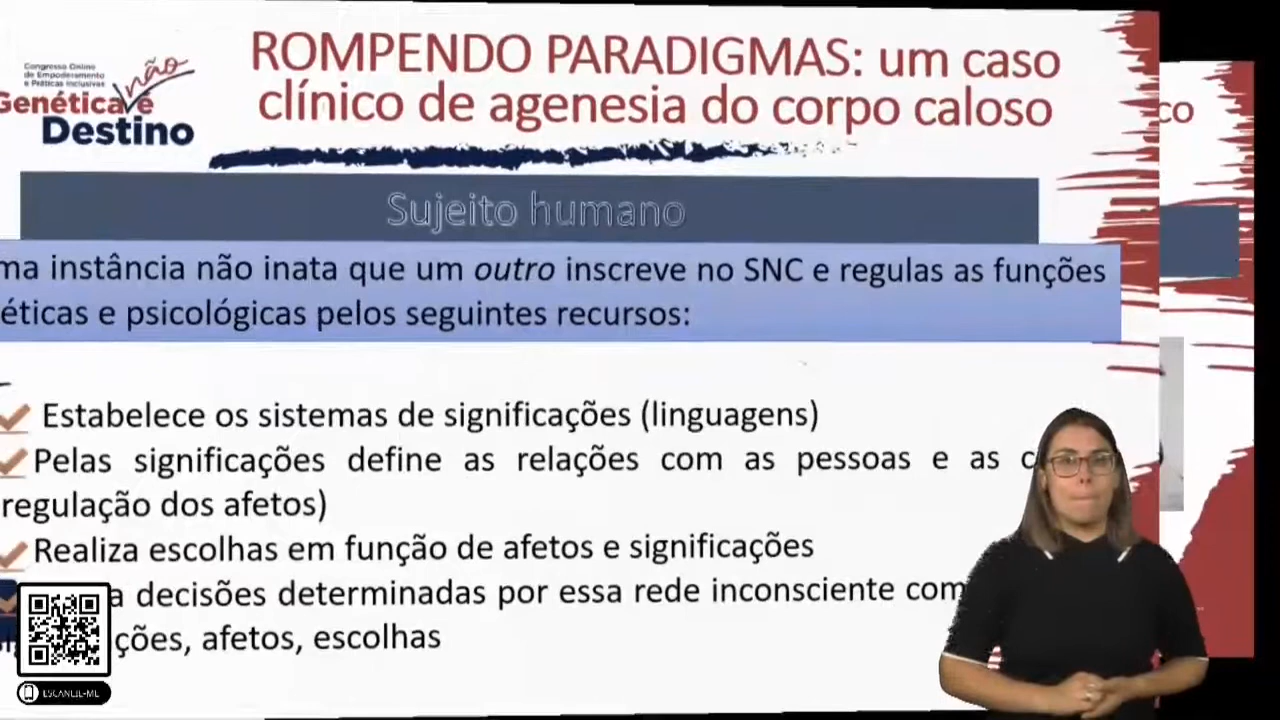 Congresso Online
de Empoderamento
e Práticas Inclusivas
Genética não é
Destino
ROMPENDO PARADIGMAS: um caso
clínico de agenesia do corpo caloso
co
Sujeito humano
ma instância não inata que um outro inscreve no SNC e regulas as funções
éticas e psicológicas pelos seguintes recursos:
Estabelece os sistemas de significações (linguagens)
Pelas significações define as relações com as pessoas e as c
regulação dos afetos)
Realiza escolhas em função de afetos e significações
a decisões determinadas por essa rede inconsciente com
ções, afetos, escolhas
ESCANEIE-ME